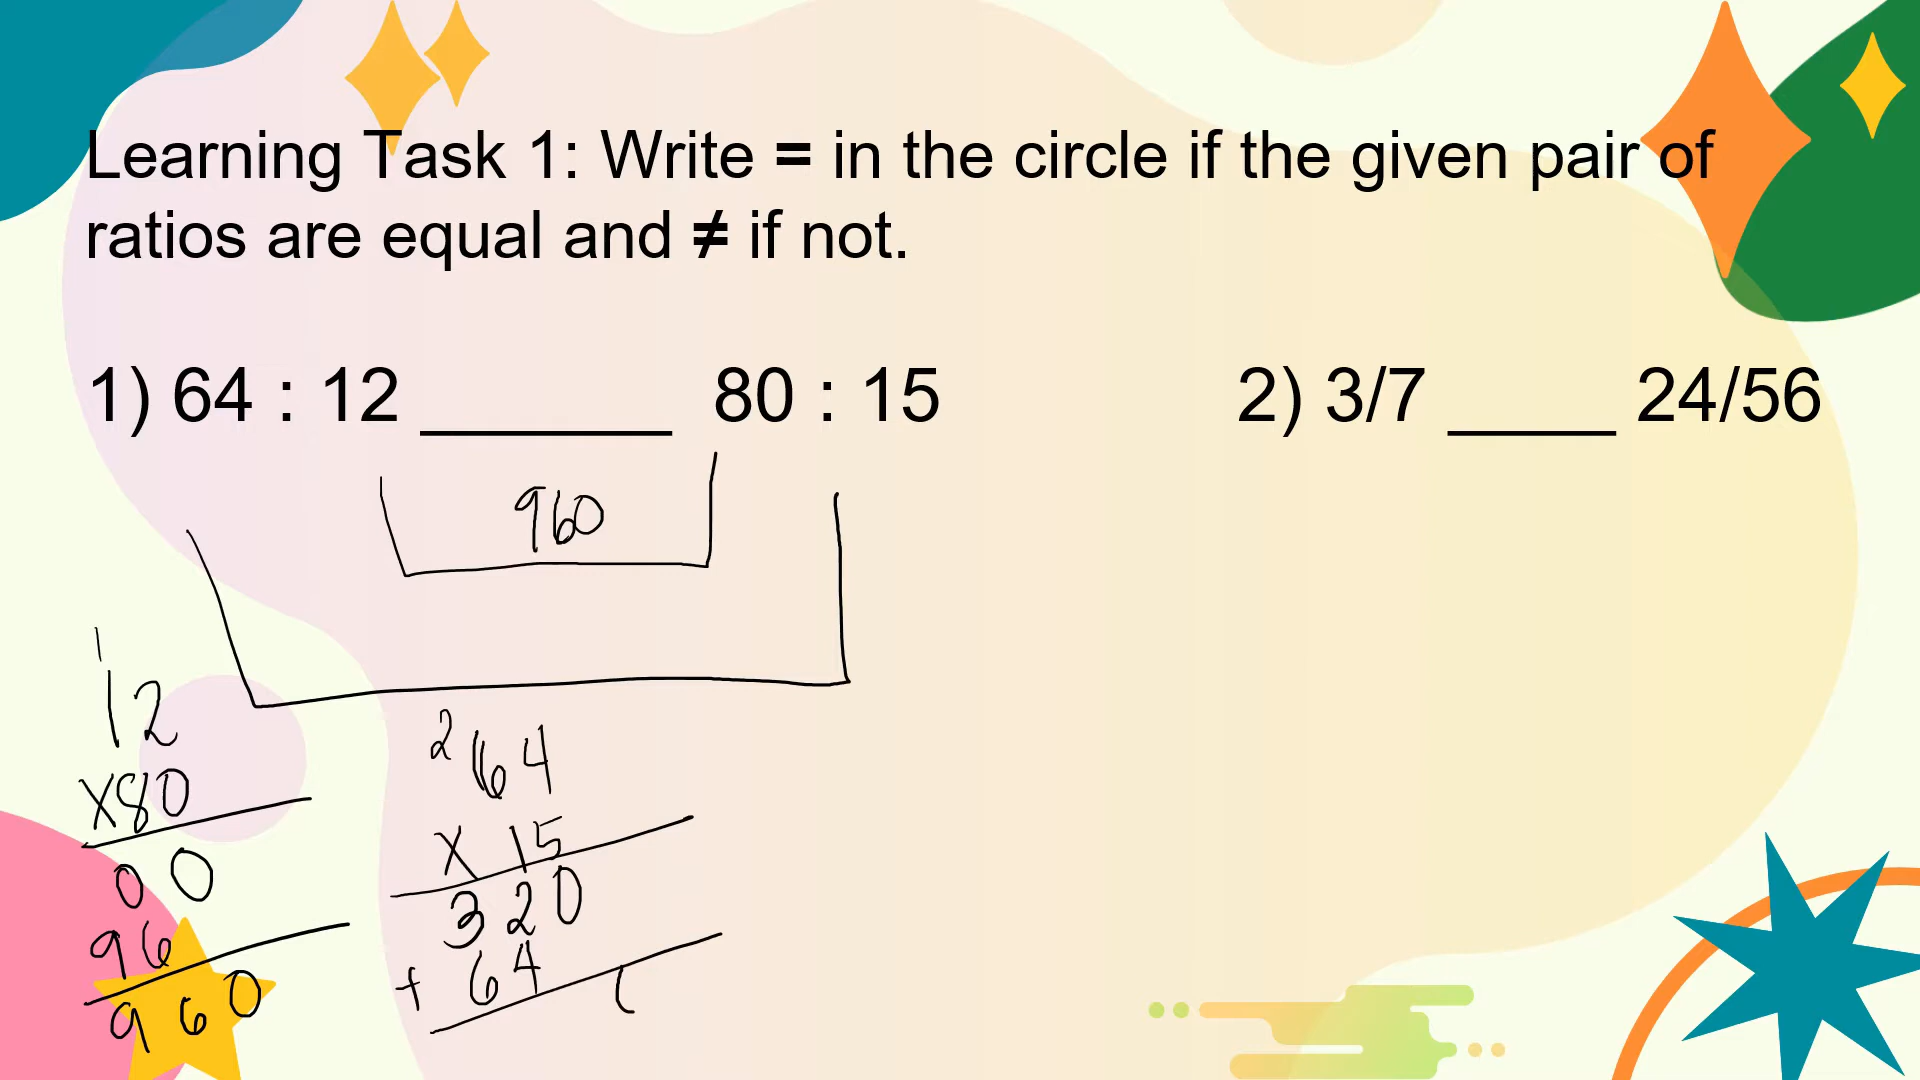 Learning Task 1: Write = in the circle if the given pair of
ratios are equal and ≠ if not.
1) 64 : 12 ______ 80 : 15
2) 3/7 ____ 24/56
960
1
12
x80
00
96
960
2
64
x 15
320
+ 64